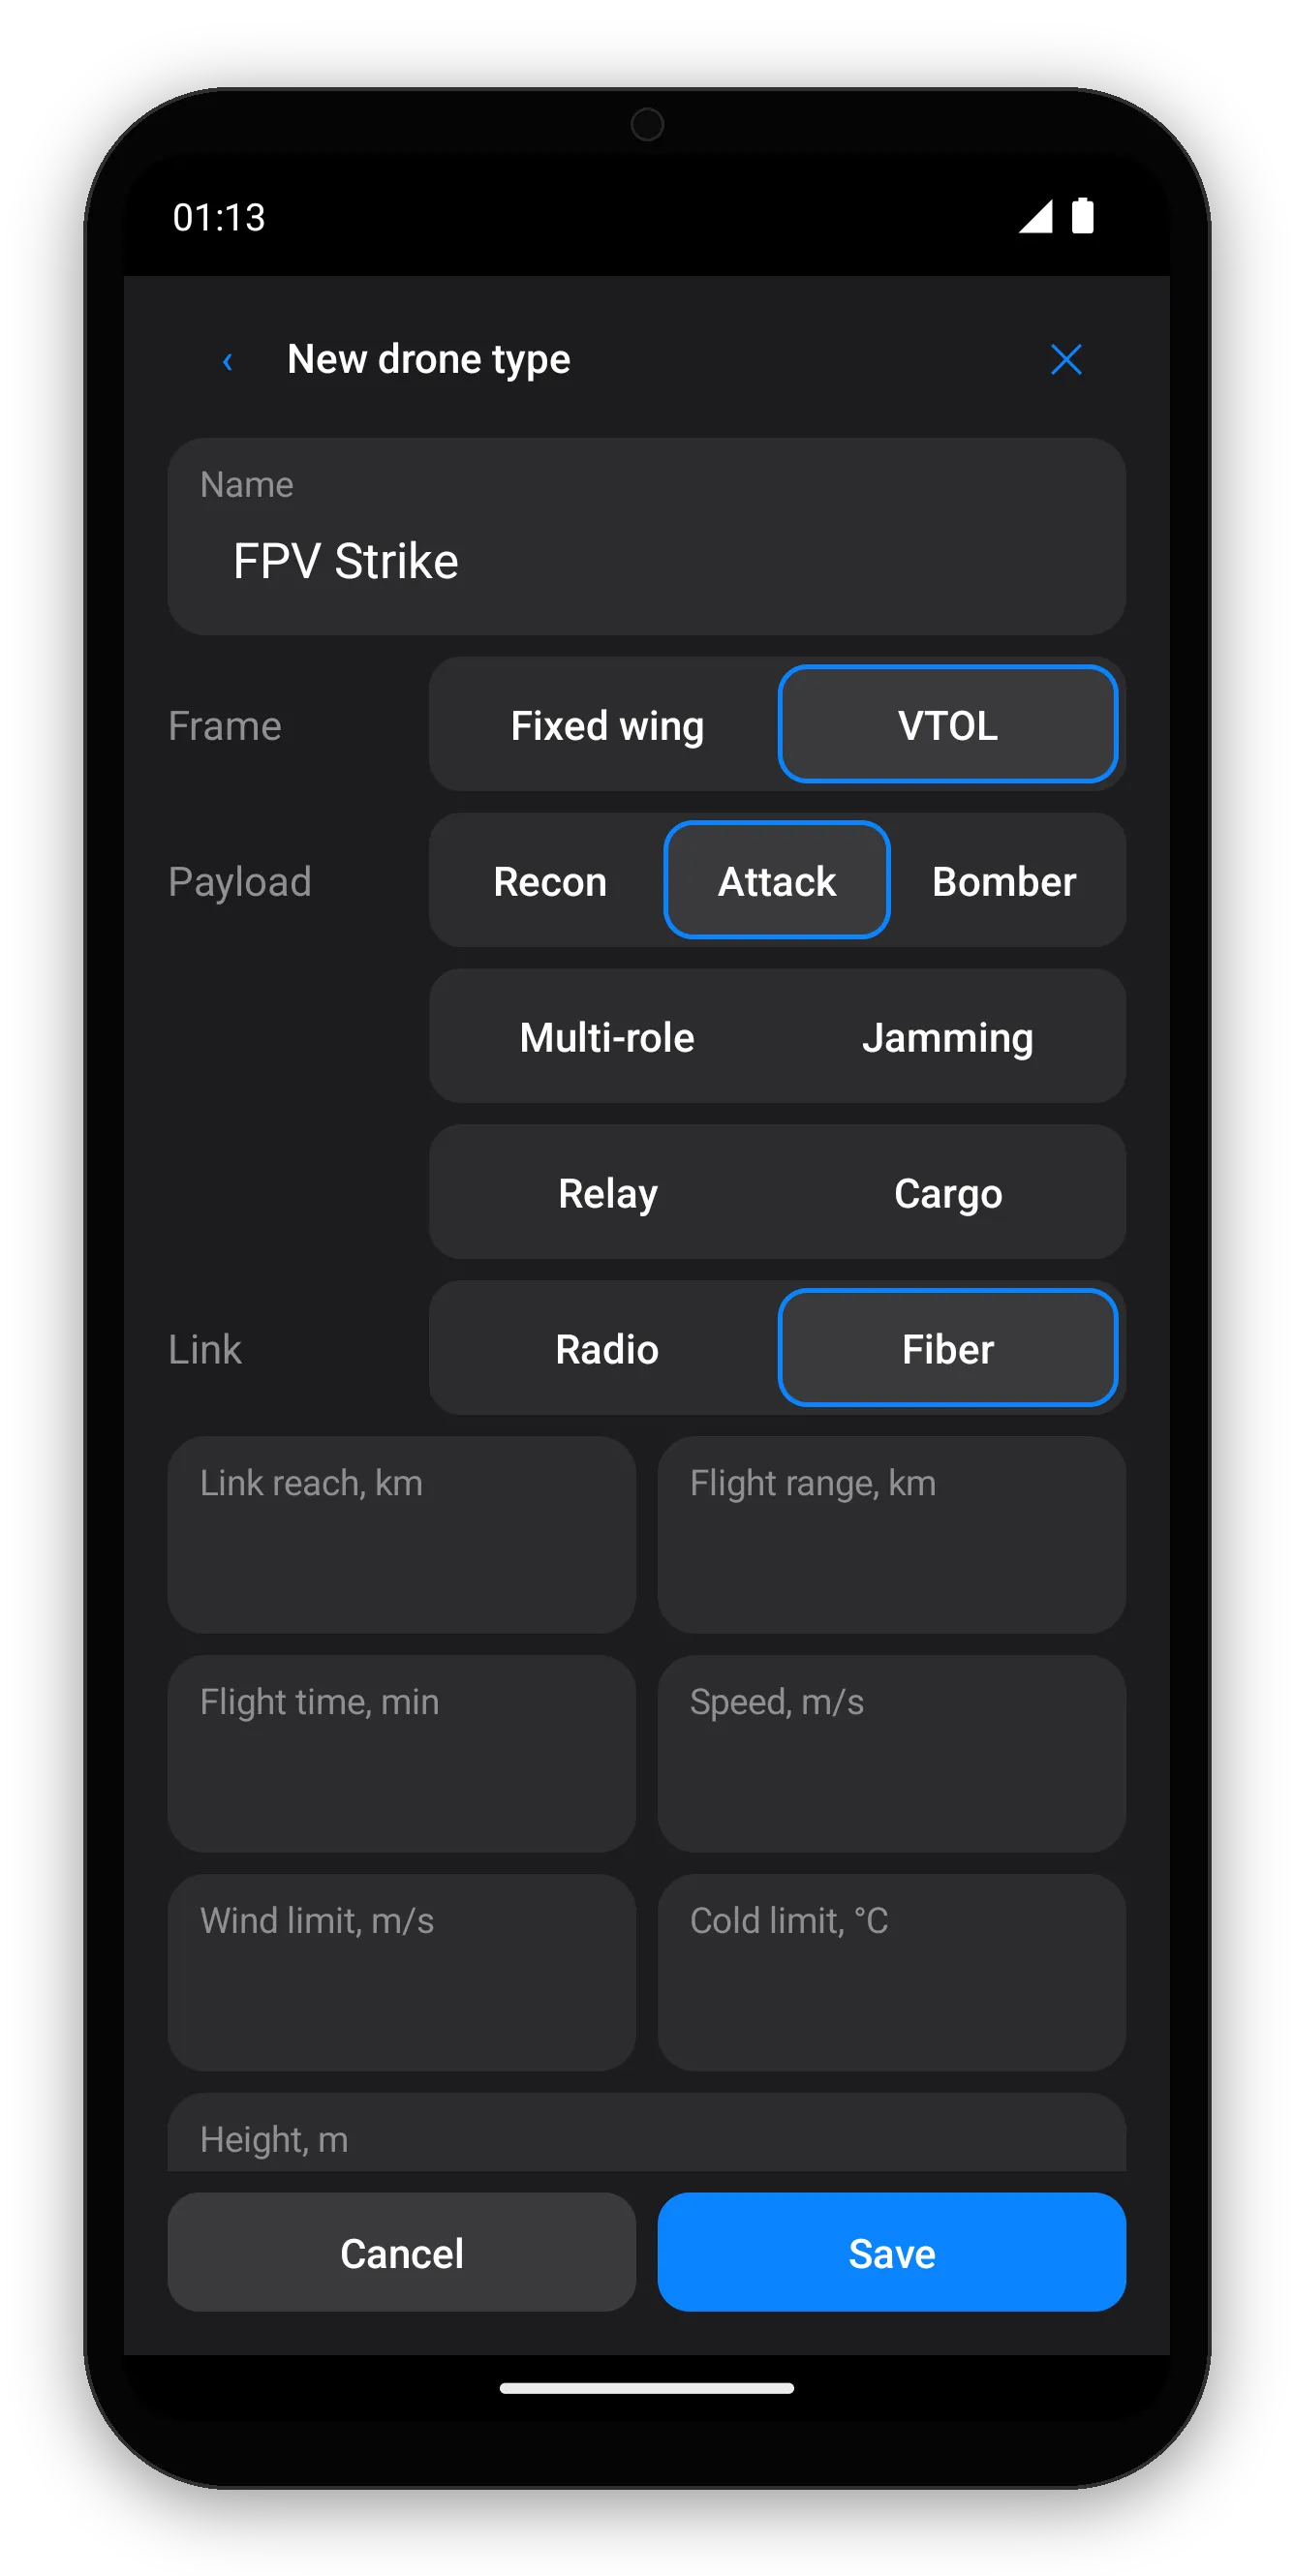 01:13
‹ New drone type
Name
FPV Strike
Frame Fixed wing VTOL
Payload Recon Attack Bomber
Multi-role Jamming
Relay Cargo
Link Radio Fiber
Link reach, km Flight range, km
Flight time, min Speed, m/s
Wind limit, m/s Cold limit, °C
Height, m
Cancel Save